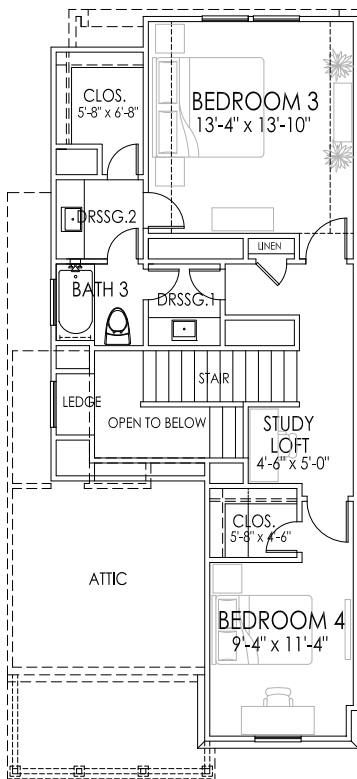 CLOS.
5'-8" x 6'-8"
BEDROOM 3
13'-4" x 13'-10"
DRSSG.2
LINEN
BATH 3
DRSSG.1
STAIR
LEDGE
OPEN TO BELOW
STUDY
LOFT
4'-6" x 5'-0"
CLOS.
5'-8" x 4'-6"
ATTIC
BEDROOM 4
9'-4" x 11'-4"